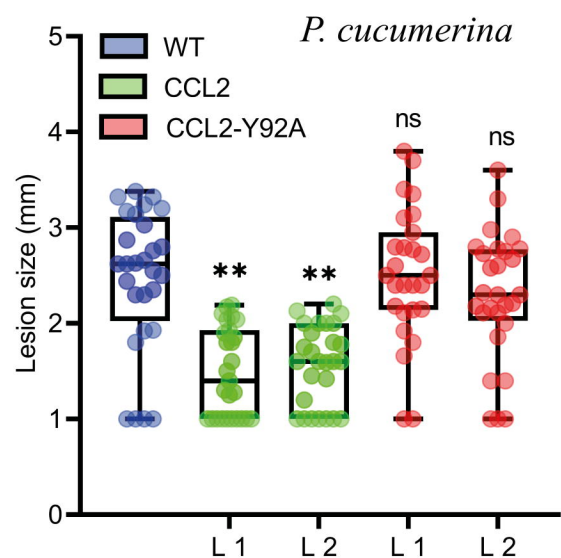 P. cucumerina
5
WT
CCL2
CCL2-Y92A
4
3
2
1
0
Lesion size (mm)
ns
ns
**
**
L 1
L 2
L 1
L 2